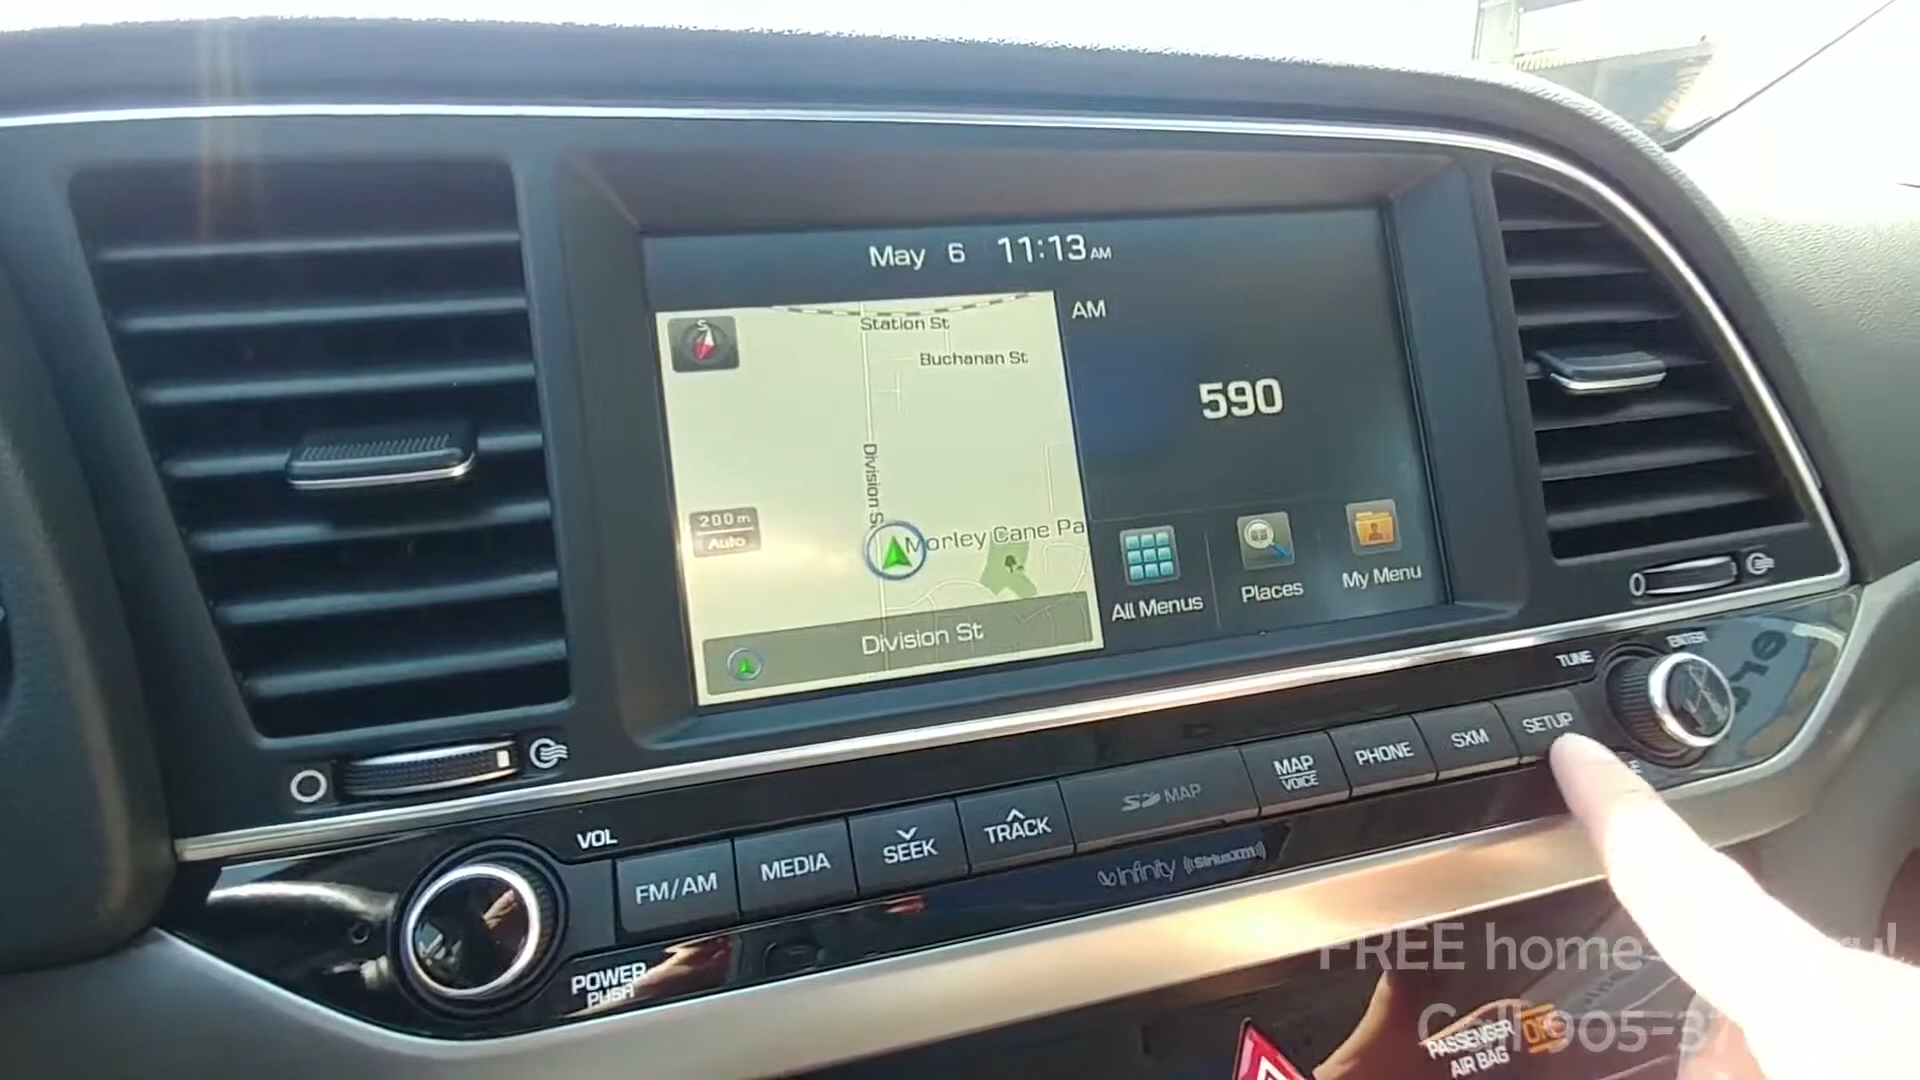 May 6 11:13 AM
S
Station St
Buchanan St
Division S
200 m
Auto
Morley Cane Pa
Division St
AM
590
All Menus
Places
My Menu
VOL
POWER
PUSH
FM/AM
MEDIA
SEEK
TRACK
MAP
MAP
VOICE
PHONE
SXM
SETUP
TUNE
ENTER
Infinity ((SiriusXM))
FREE home
Call 905-37
PASSENGER
AIR BAG